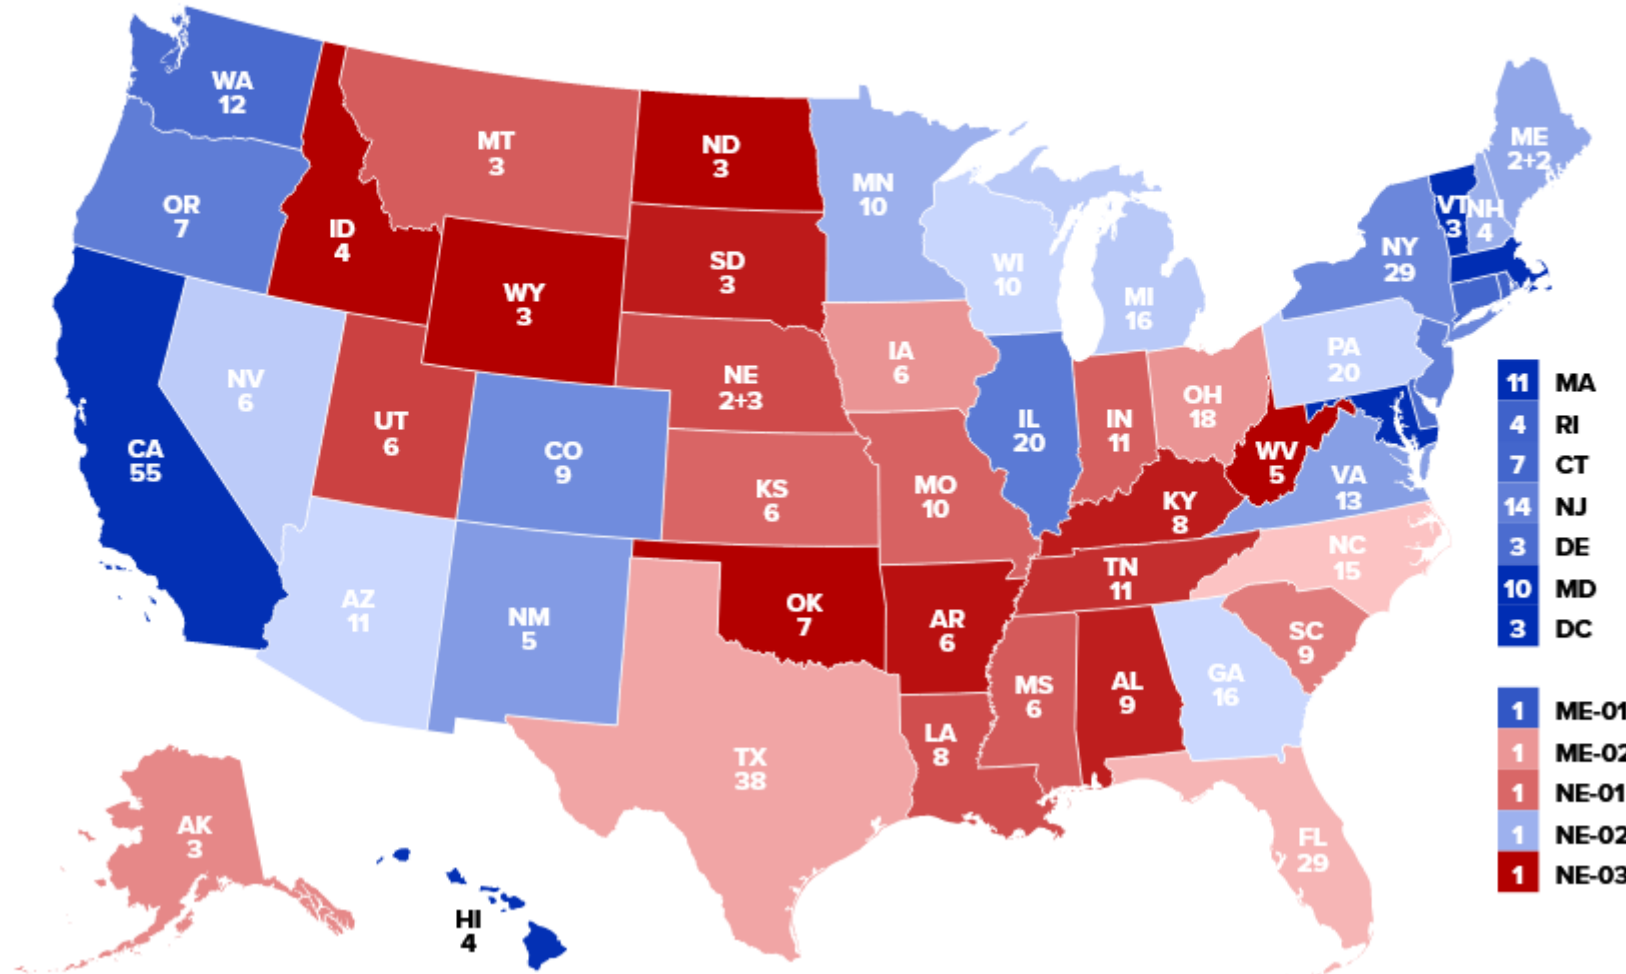 WA
12
OR
7
CA
55
NV
6
ID
4
MT
3
WY
3
UT
6
CO
9
AZ
11
NM
5
ND
3
SD
3
NE
2+3
KS
6
OK
7
TX
38
MN
10
IA
6
MO
10
AR
6
LA
8
WI
10
IL
20
MI
16
IN
11
OH
18
KY
8
TN
11
MS
6
AL
9
GA
16
FL
29
SC
9
NC
15
VA
13
WV
5
PA
20
NY
29
VT
3
NH
4
ME
2+2
AK
3
HI
4
11 MA
4 RI
7 CT
14 NJ
3 DE
10 MD
3 DC
1 ME-01
1 ME-02
1 NE-01
1 NE-02
1 NE-03